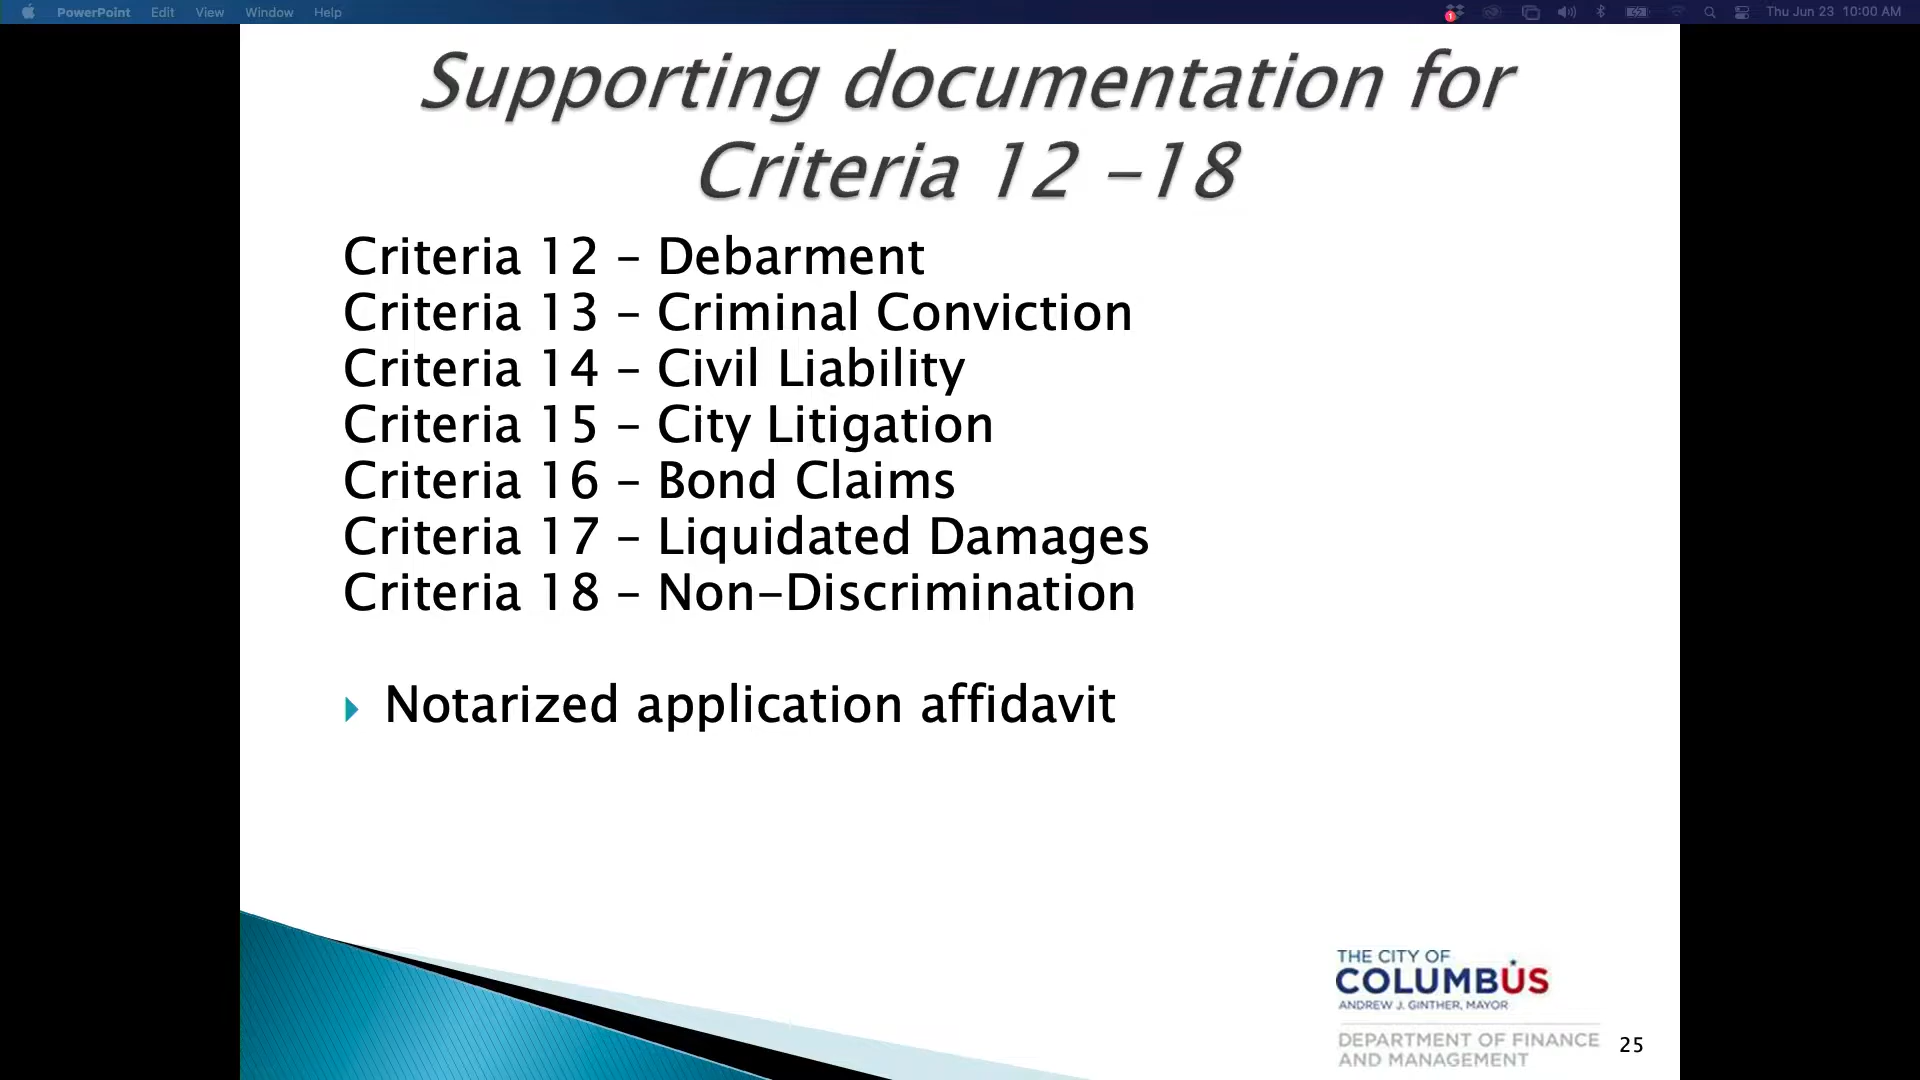 PowerPoint Edit View Window Help
1
Thu Jun 23 10:00 AM
Supporting documentation for
Criteria 12 -18
Criteria 12 – Debarment
Criteria 13 – Criminal Conviction
Criteria 14 – Civil Liability
Criteria 15 – City Litigation
Criteria 16 – Bond Claims
Criteria 17 – Liquidated Damages
Criteria 18 – Non-Discrimination
Notarized application affidavit
THE CITY OF
COLUMBUS
ANDREW J. GINTHER, MAYOR
DEPARTMENT OF FINANCE
AND MANAGEMENT
25